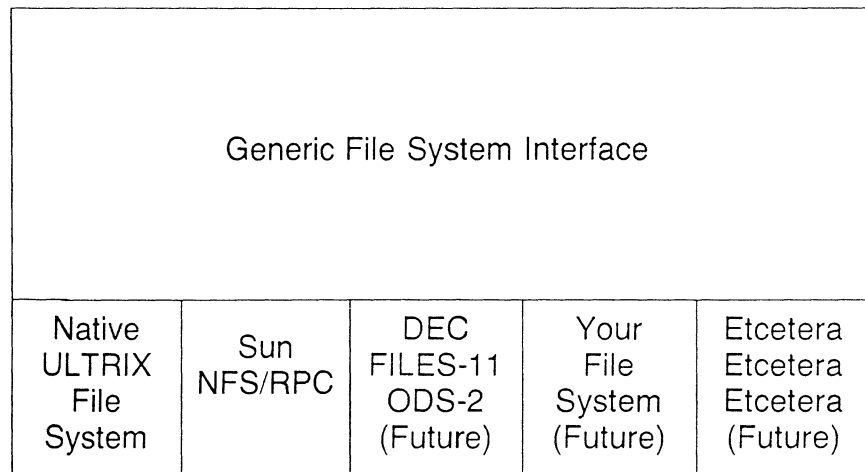 Generic File System Interface
Native
ULTRIX
File
System
Sun
NFS/RPC
DEC
FILES-11
ODS-2
(Future)
Your
File
System
(Future)
Etcetera
Etcetera
Etcetera
(Future)